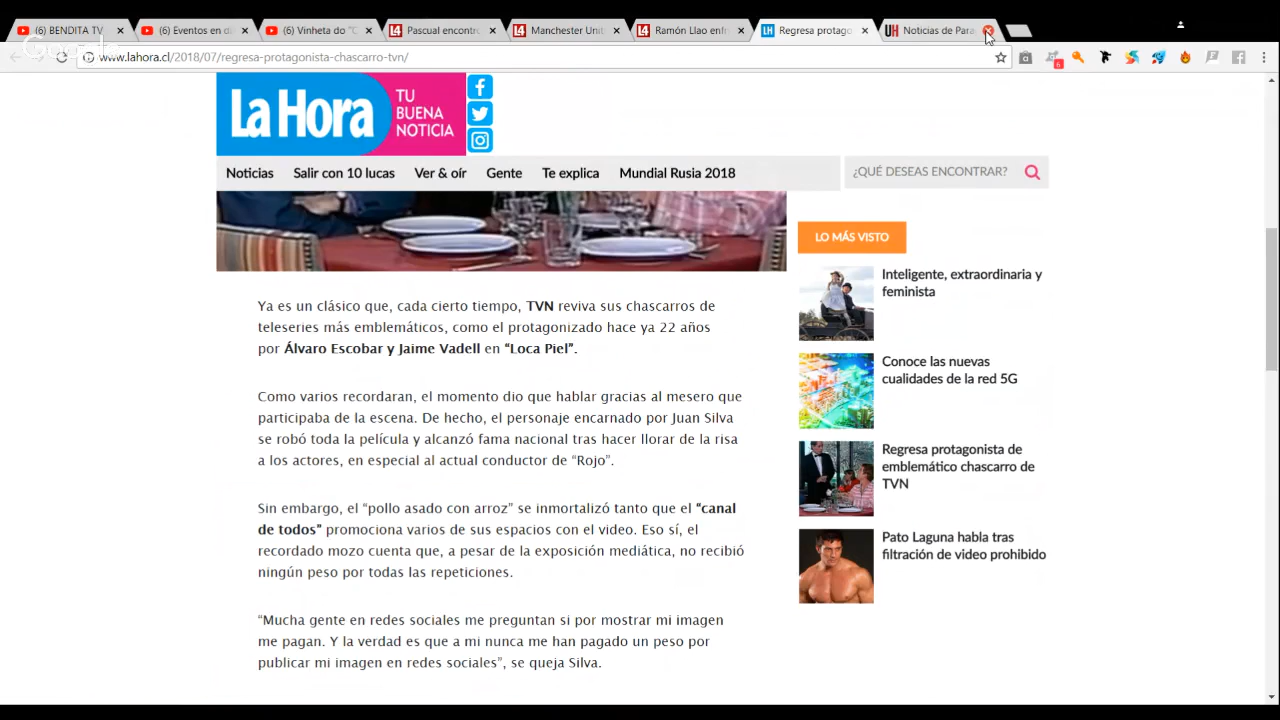 (6) BENDITA TV
(6) Eventos en di
(6) Vinheta do "C
L4 Pascual encontro
L4 Manchester Unit
L4 Ramón Llao enf
LH Regresa protago
UH Noticias de Para
www.lahora.cl/2018/07/regresa-protagonista-chascarro-tvn/
6
La Hora
TU
BUENA
NOTICIA
Noticias Salir con 10 lucas Ver & oír Gente Te explica Mundial Rusia 2018
¿QUÉ DESEAS ENCONTRAR?
Ya es un clásico que, cada cierto tiempo, TVN reviva sus chascarros de
teleseries más emblemáticos, como el protagonizado hace ya 22 años
por Álvaro Escobar y Jaime Vadell en “Loca Piel”.
Como varios recordaran, el momento dio que hablar gracias al mesero que
participaba de la escena. De hecho, el personaje encarnado por Juan Silva
se robó toda la película y alcanzó fama nacional tras hacer llorar de la risa
a los actores, en especial al actual conductor de “Rojo”.
Sin embargo, el “pollo asado con arroz” se inmortalizó tanto que el “canal
de todos” promociona varios de sus espacios con el video. Eso sí, el
recordado mozo cuenta que, a pesar de la exposición mediática, no recibió
ningún peso por todas las repeticiones.
“Mucha gente en redes sociales me preguntan si por mostrar mi imagen
me pagan. Y la verdad es que a mi nunca me han pagado un peso por
publicar mi imagen en redes sociales”, se queja Silva.
LO MÁS VISTO
Inteligente, extraordinaria y
feminista
Conoce las nuevas
cualidades de la red 5G
Regresa protagonista de
emblemático chascarro de
TVN
Pato Laguna habla tras
filtración de video prohibido